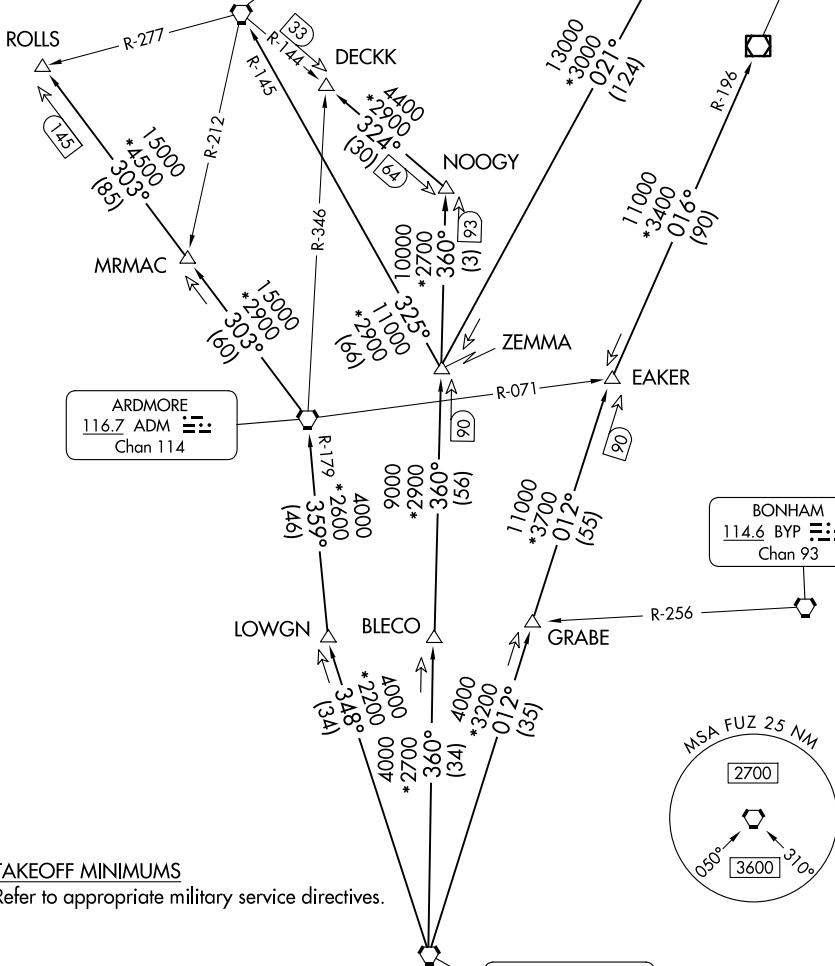 ROLLS
R-277
33
R-144
DECKK
R-145
13000
*3000
021°
(124)
R-196
4400
*2900
324°
(30)
64
NOOGY
145
15000
*4500
303°
(85)
R-212
R-346
93
10000
*2700
360°
(3)
11000
*3400
016°
(90)
MRMAC
15000
*2900
303°
(60)
325°
11000
*2900
(66)
ZEMMA
EAKER
R-071
ARDMORE
116.7 ADM
Chan 114
90
90
R-179
4000
*2600
359°
(46)
9000
*2900
360°
(56)
11000
*3700
012°
(55)
BONHAM
114.6 BYP
Chan 93
R-256
LOWGN
BLECO
GRABE
4000
*2200
348°
(34)
4000
*2700
360°
(34)
4000
*3200
012°
(35)
MSA FUZ 25 NM
2700
050°
3600
310°
TAKEOFF MINIMUMS
Refer to appropriate military service directives.